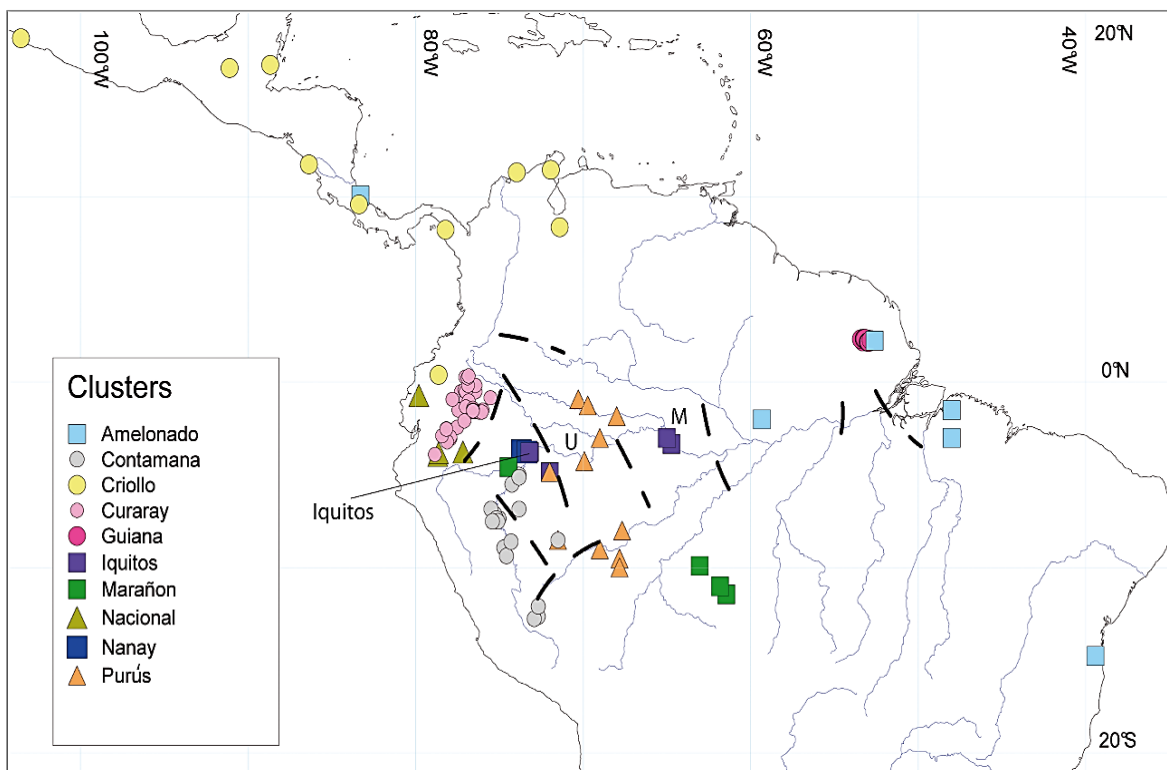 100°W
80°W
60°W
40°W
20°N
0°N
M
U
Iquitos
20°S
Clusters
Amelonado
Contamana
Criollo
Curaray
Guiana
Iquitos
Marañon
Nacional
Nanay
Purús